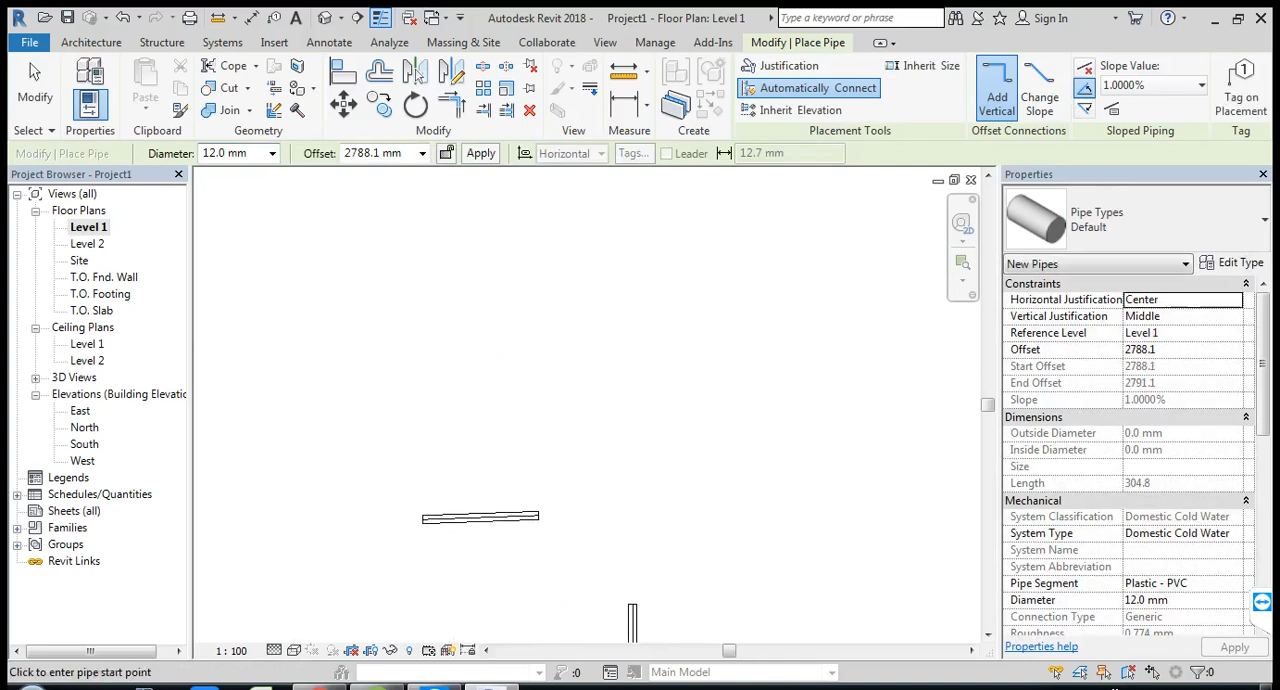 Autodesk Revit 2018 - Project1 - Floor Plan: Level 1
Type a keyword or phrase
Sign In
File Architecture Structure Systems Insert Annotate Analyze Massing & Site Collaborate View Manage Add-Ins Modify | Place Pipe
Modify
Select
Properties
Paste
Clipboard
Cope
Cut
Join
Geometry
Modify
View
Measure
Create
Justification
Inherit Size
Automatically Connect
Inherit Elevation
Placement Tools
Add Vertical
Change Slope
Offset Connections
Slope Value:
1.0000%
Sloped Piping
Tag on Placement
Tag
Modify | Place Pipe Diameter: 12.0 mm Offset: 2788.1 mm Apply Horizontal Tags... Leader 12.7 mm
Project Browser - Project1
Views (all)
Floor Plans
Level 1
Level 2
Site
T.O. Fnd. Wall
T.O. Footing
T.O. Slab
Ceiling Plans
Level 1
Level 2
3D Views
Elevations (Building Elevatic
East
North
South
West
Legends
Schedules/Quantities
Sheets (all)
Families
Groups
Revit Links
2D
Properties
Pipe Types
Default
New Pipes Edit Type
Constraints
Horizontal Justification Center
Vertical Justification Middle
Reference Level Level 1
Offset 2788.1
Start Offset 2788.1
End Offset 2791.1
Slope 1.0000%
Dimensions
Outside Diameter 0.0 mm
Inside Diameter 0.0 mm
Size
Length 304.8
Mechanical
System Classification Domestic Cold Water
System Type Domestic Cold Water
System Name
System Abbreviation
Pipe Segment Plastic - PVC
Diameter 12.0 mm
Connection Type Generic
Roughness 0.774 mm
Properties help Apply
1 : 100
Click to enter pipe start point :0 Main Model :0